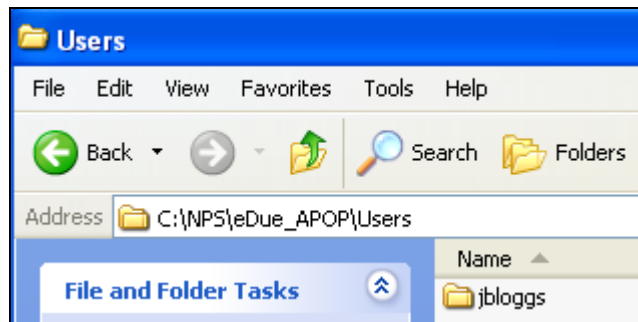 Users
File Edit View Favorites Tools Help
Back Search Folders
Address C:\NPS\eDue_APOP\Users
Name
File and Folder Tasks
jbloggs